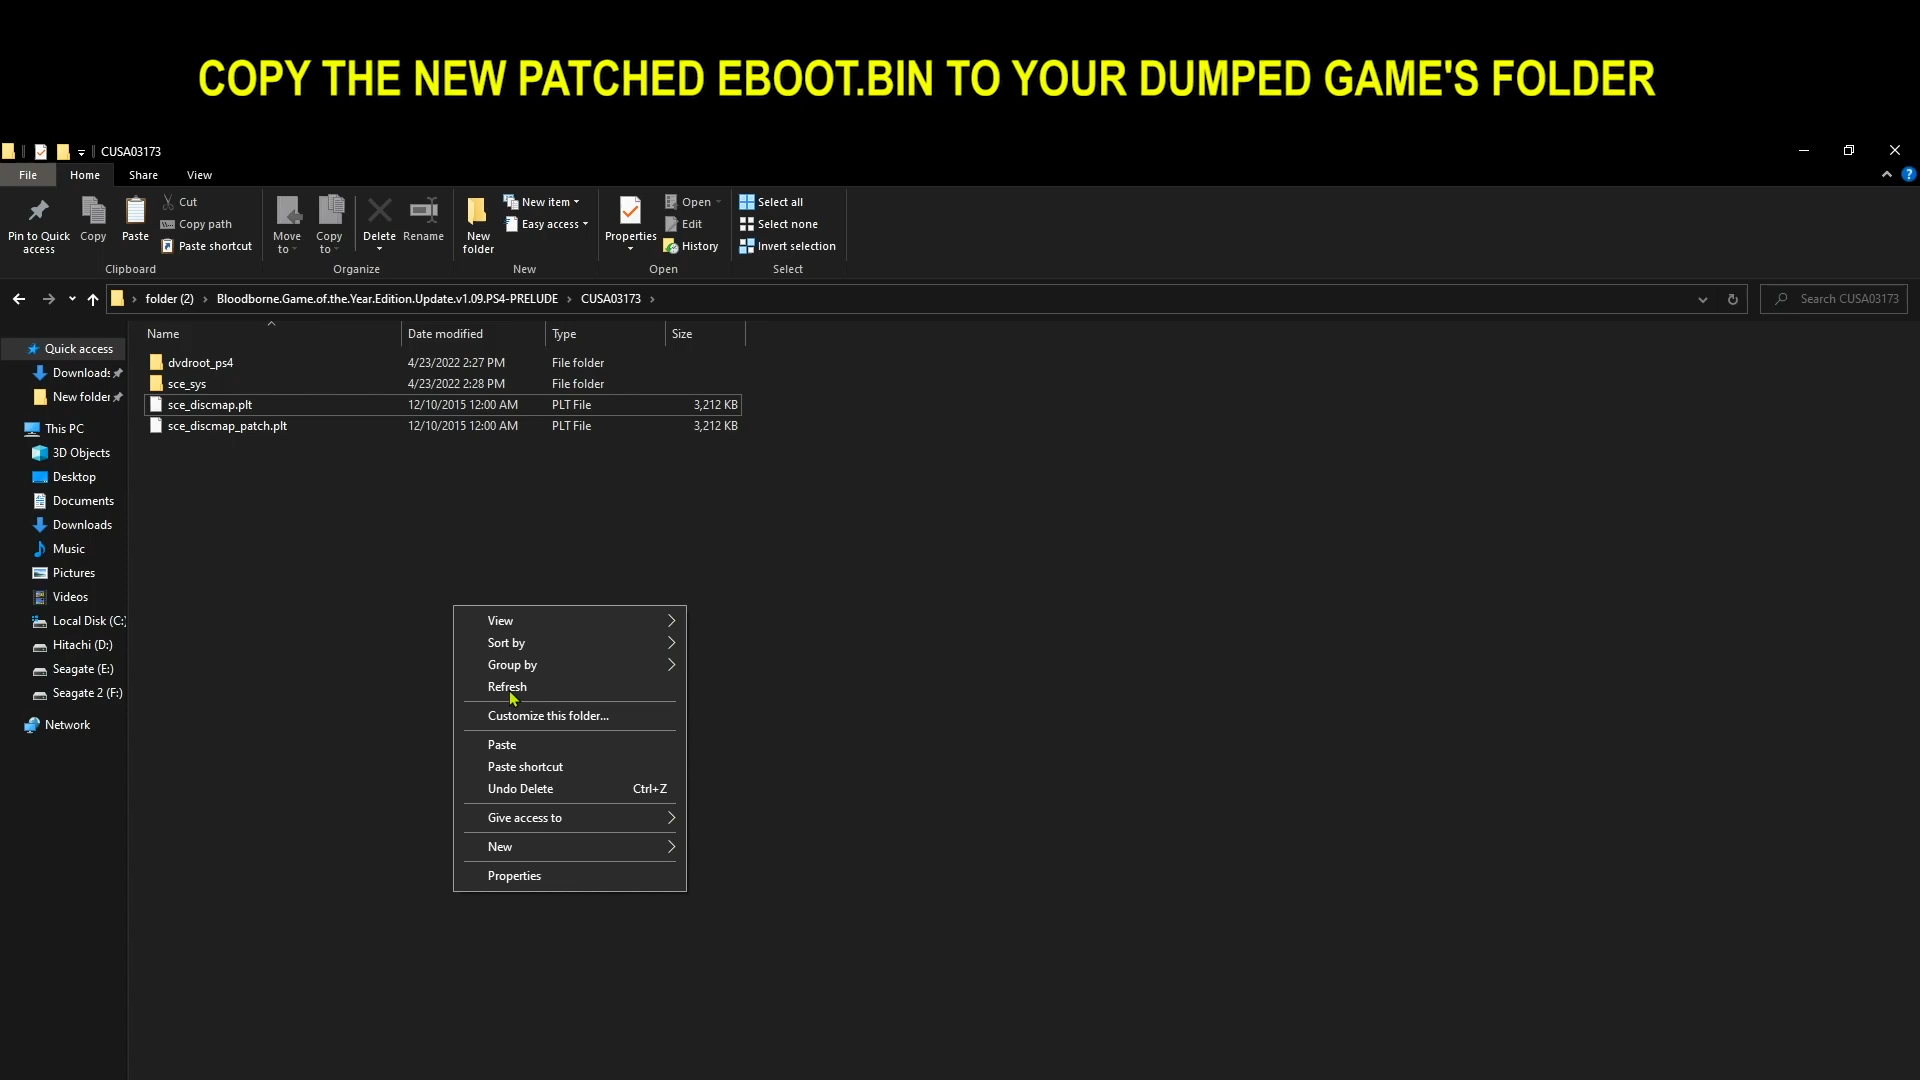 COPY THE NEW PATCHED EBOOT.BIN TO YOUR DUMPED GAME'S FOLDER
CUSA03173
File Home Share View
Pin to Quick access
Copy
Paste
Cut
Copy path
Paste shortcut
Clipboard
Move to
Copy to
Delete
Rename
Organize
New folder
New item
Easy access
New
Properties
Open
Edit
History
Open
Select all
Select none
Invert selection
Select
folder (2) Bloodborne.Game.of.the.Year.Edition.Update.v1.09.PS4-PRELUDE CUSA03173
Search CUSA03173
Name Date modified Type Size
dvdroot_ps4 4/23/2022 2:27 PM File folder
sce_sys 4/23/2022 2:28 PM File folder
sce_discmap.plt 12/10/2015 12:00 AM PLT File 3,212 KB
sce_discmap_patch.plt 12/10/2015 12:00 AM PLT File 3,212 KB
Quick access
Downloads
New folder
This PC
3D Objects
Desktop
Documents
Downloads
Music
Pictures
Videos
Local Disk (C:)
Hitachi (D:)
Seagate (E:)
Seagate 2 (F:)
Network
View
Sort by
Group by
Refresh
Customize this folder...
Paste
Paste shortcut
Undo Delete Ctrl+Z
Give access to
New
Properties